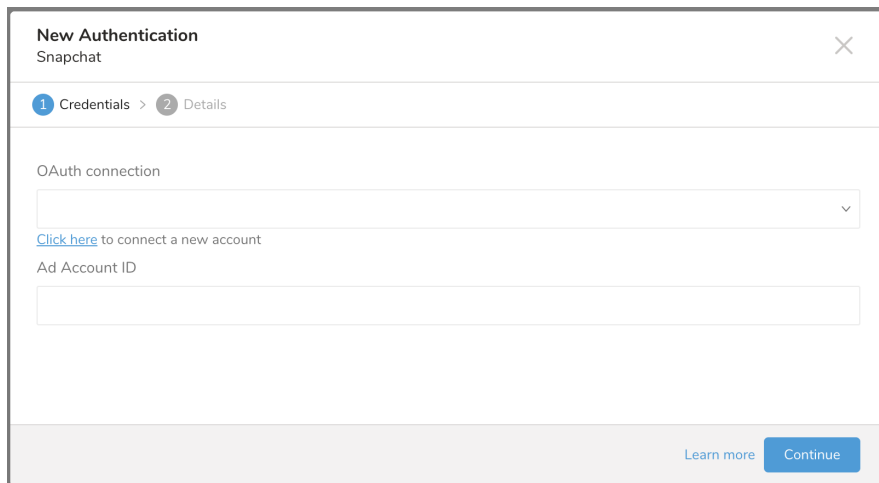 New Authentication
Snapchat
1 Credentials > 2 Details
OAuth connection
Click here to connect a new account
Ad Account ID
Learn more Continue